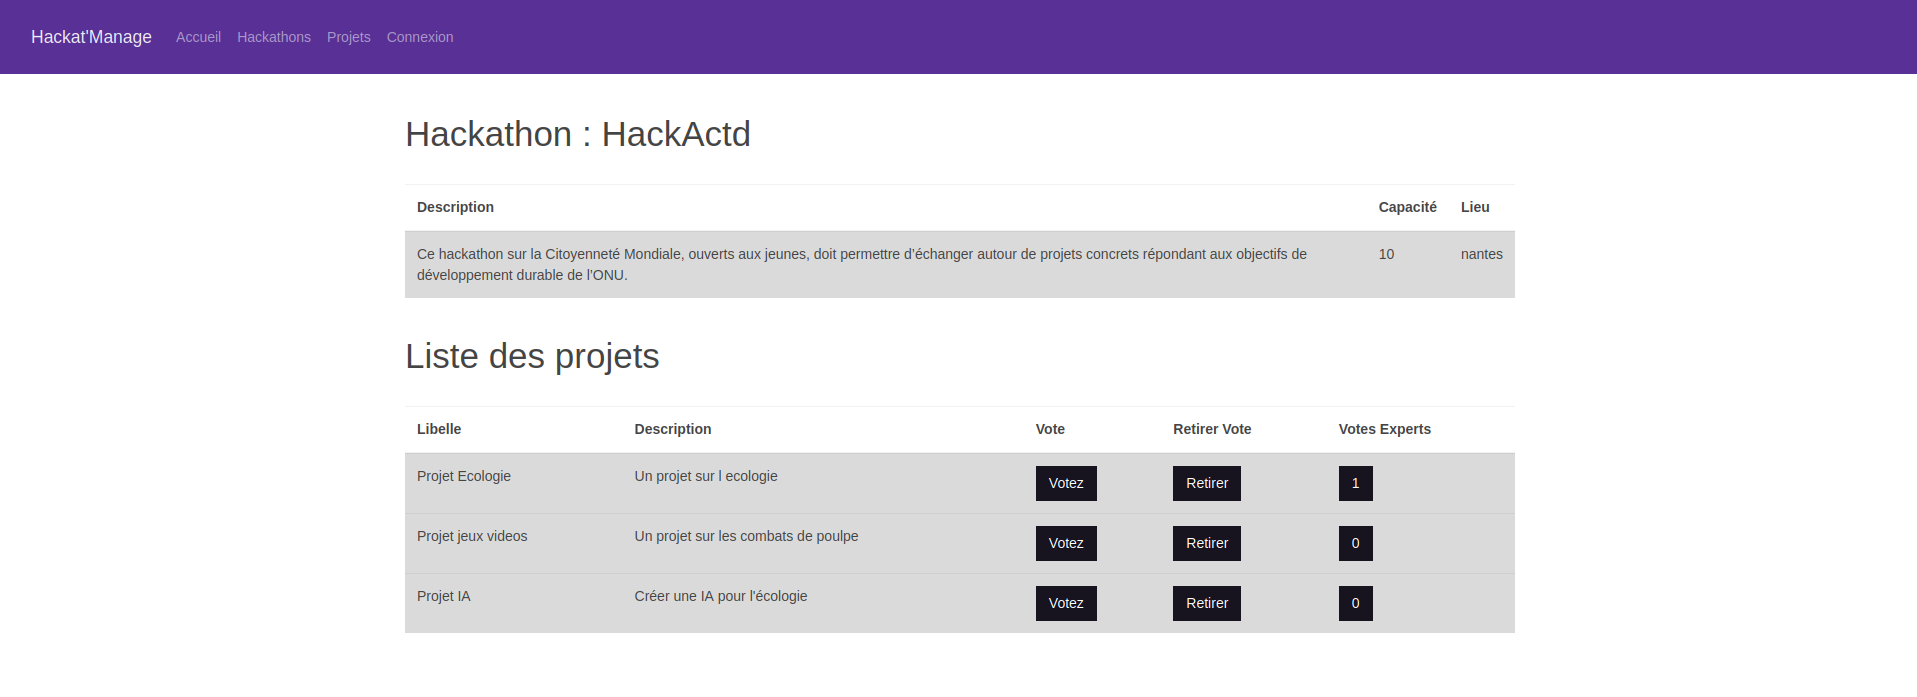 Hackat'Manage Accueil Hackathons Projets Connexion
Hackathon : HackActd
Description Capacité Lieu
Ce hackathon sur la Citoyenneté Mondiale, ouverts aux jeunes, doit permettre d'échanger autour de projets concrets répondant aux objectifs de 10 nantes
développement durable de l'ONU.
Liste des projets
Libelle Description Vote Retirer Vote Votes Experts
Projet Ecologie Un projet sur l ecologie Votez Retirer 1
Projet jeux videos Un projet sur les combats de poulpe Votez Retirer 0
Projet IA Créer une IA pour l'écologie Votez Retirer 0